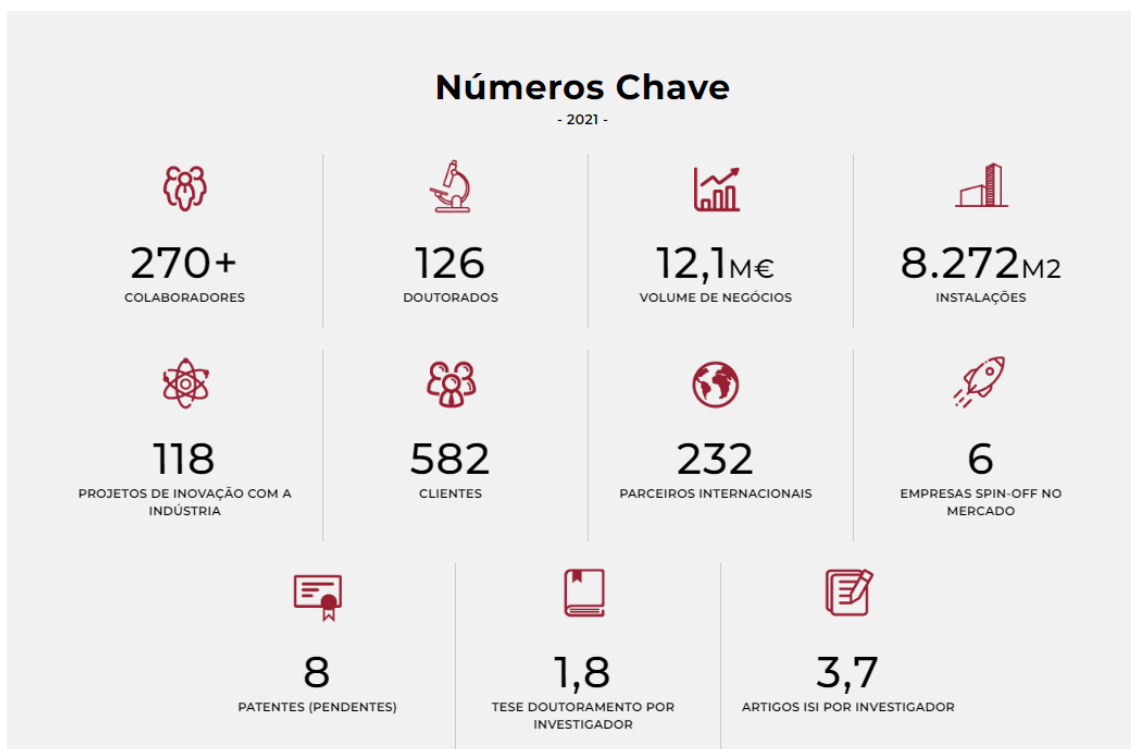 Números Chave
- 2021 -
270+
COLABORADORES
126
DOUTORADOS
12,1M€
VOLUME DE NEGÓCIOS
8.272M2
INSTALAÇÕES
118
PROJETOS DE INOVAÇÃO COM A
INDÚSTRIA
582
CLIENTES
232
PARCEIROS INTERNACIONAIS
6
EMPRESAS SPIN-OFF NO
MERCADO
8
PATENTES (PENDENTES)
1,8
TESE DOUTORAMENTO POR
INVESTIGADOR
3,7
ARTIGOS ISI POR INVESTIGADOR